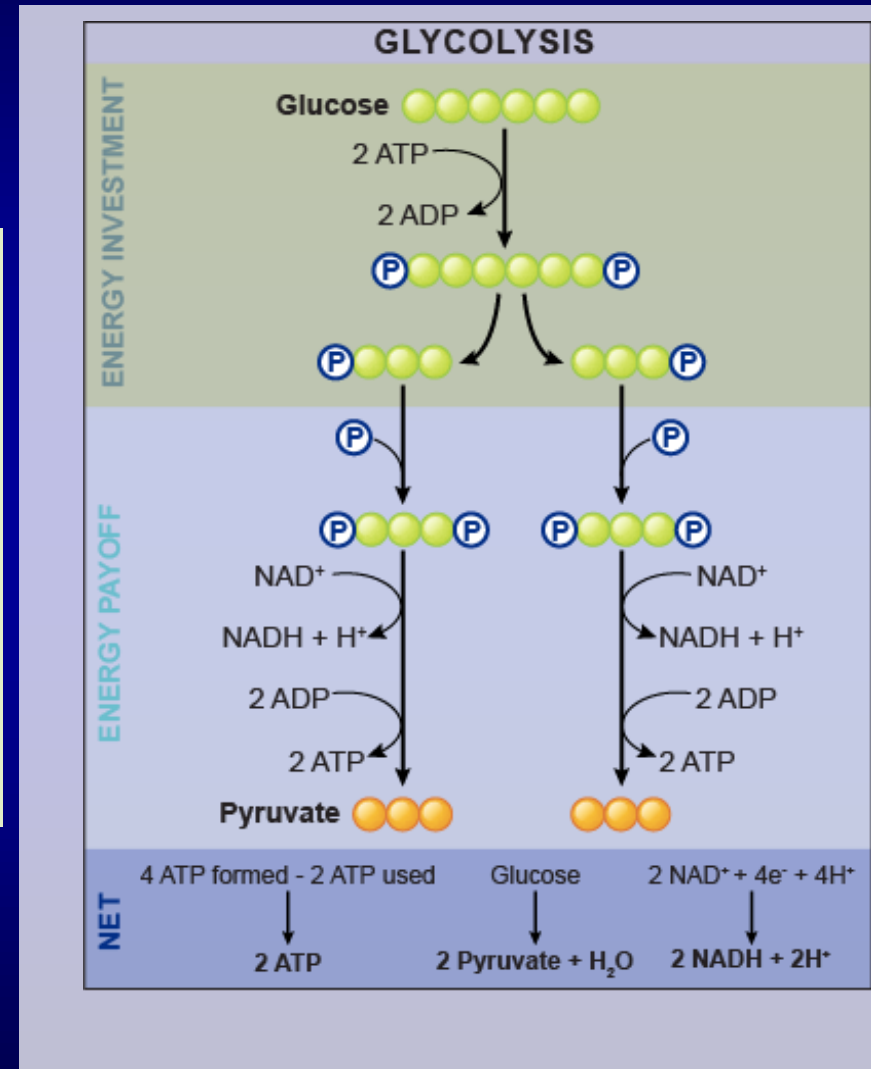 GLYCOLYSIS
ENERGY INVESTMENT
Glucose
2 ATP
2 ADP
P P
P P
ENERGY PAYOFF
P P
P P P P
NAD⁺ NAD⁺
NADH + H⁺ NADH + H⁺
2 ADP 2 ADP
2 ATP 2 ATP
Pyruvate
NET
4 ATP formed - 2 ATP used Glucose 2 NAD⁺ + 4e⁻ + 4H⁺
2 ATP 2 Pyruvate + H₂O 2 NADH + 2H⁺